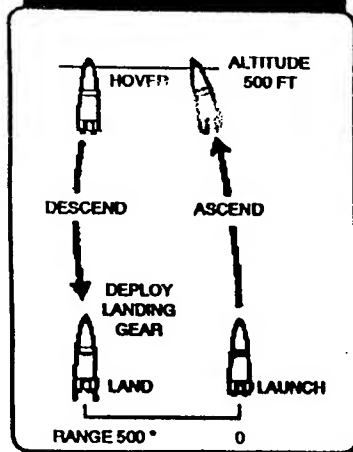 HOVER
ALTITUDE
500 FT
DESCEND
ASCEND
DEPLOY
LANDING
GEAR
LAND
LAUNCH
RANGE 500 *
0